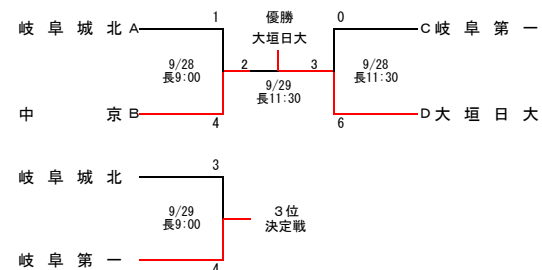 1 優勝 0
岐阜城北 A 大垣日大 C 岐阜第一
9/28 2 3 9/28
長9:00 9/29 長11:30
長11:30
中京 B D 大垣日大
4 6
岐阜城北 3
9/29 3位
長9:00 決定戦
岐阜第一
4